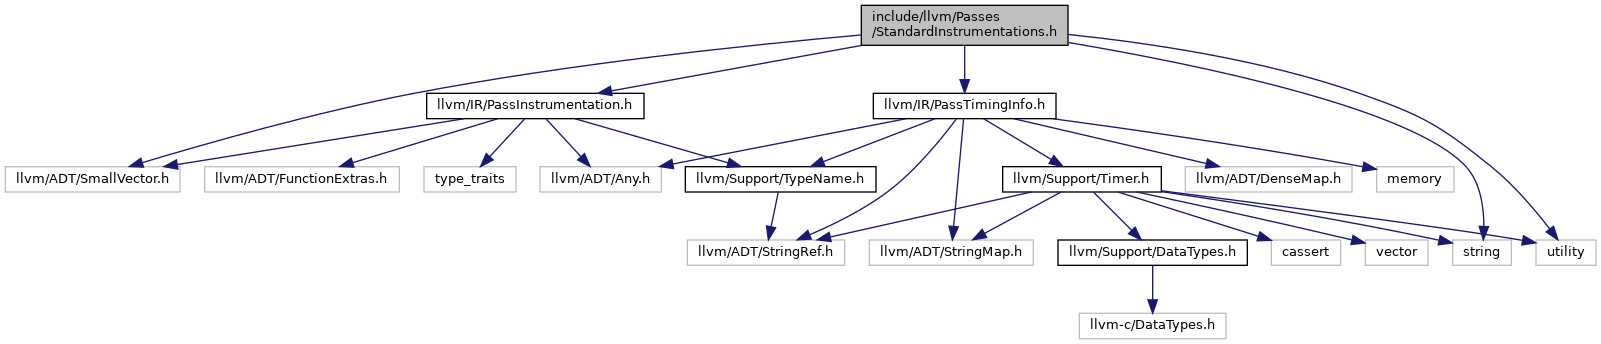 include/llvm/Passes
/StandardInstrumentations.h
llvm/IR/PassInstrumentation.h
llvm/IR/PassTimingInfo.h
llvm/ADT/SmallVector.h
llvm/ADT/FunctionExtras.h
type_traits
llvm/ADT/Any.h
llvm/Support/TypeName.h
llvm/Support/Timer.h
llvm/ADT/DenseMap.h
memory
llvm/ADT/StringRef.h
llvm/ADT/StringMap.h
llvm/Support/DataTypes.h
cassert
vector
string
utility
llvm-c/DataTypes.h